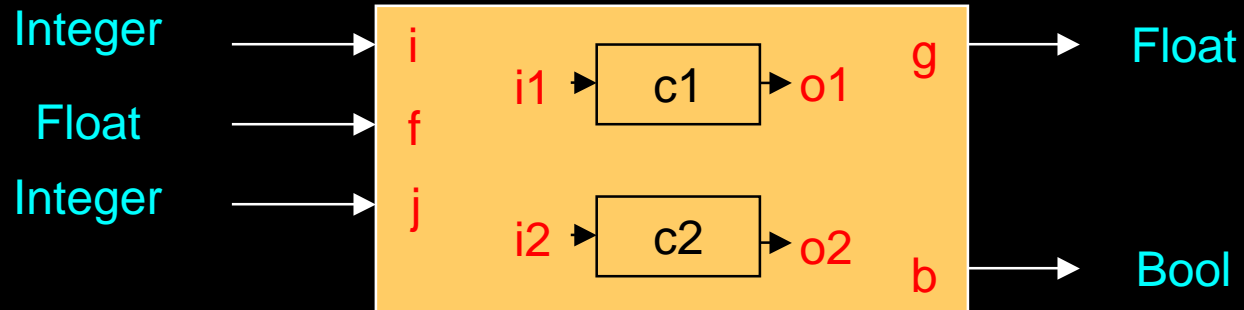 Integer
i
g
Float
i1
c1
o1
Float
f
Integer
j
i2
c2
o2
b
Bool